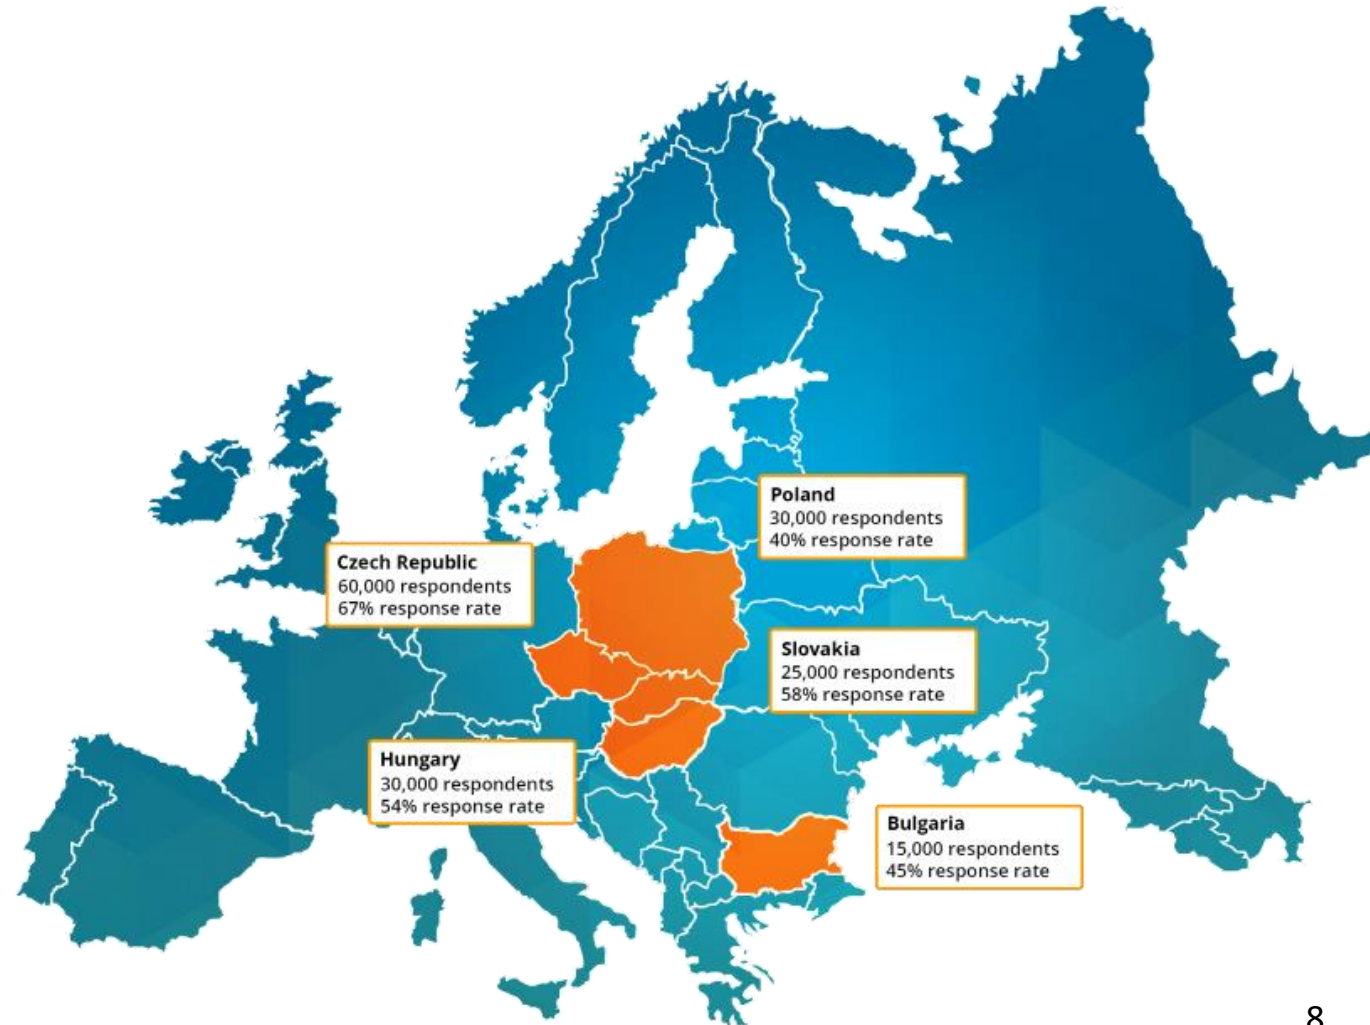 Poland
30,000 respondents
40% response rate
Czech Republic
60,000 respondents
67% response rate
Slovakia
25,000 respondents
58% response rate
Hungary
30,000 respondents
54% response rate
Bulgaria
15,000 respondents
45% response rate
8